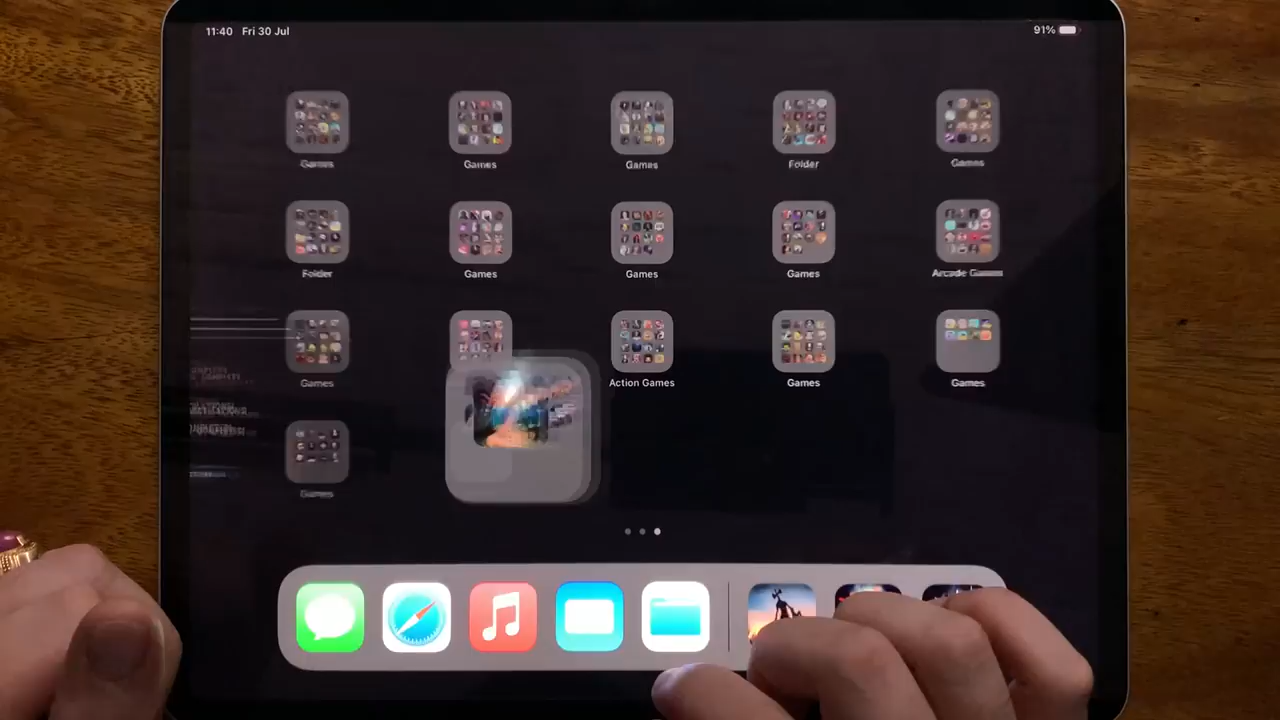 11:40 Fri 30 Jul 91%
Games Games Games Folder Games
Folder Games Games Games Arcade Games
Games Action Games Games Games
Games